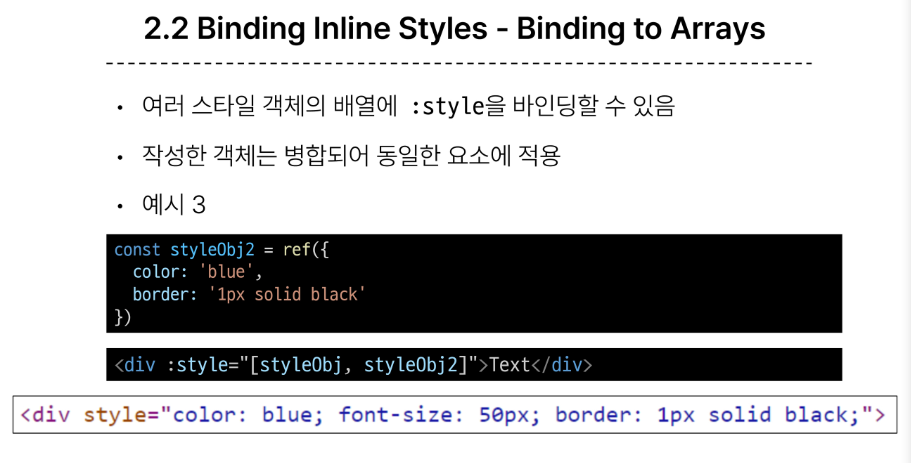 2.2 Binding Inline Styles - Binding to Arrays
• 여러 스타일 객체의 배열에 :style을 바인딩할 수 있음
• 작성한 객체는 병합되어 동일한 요소에 적용
• 예시 3
const styleObj2 = ref({
  color: 'blue',
  border: '1px solid black'
})
<div :style="[styleObj, styleObj2]">Text</div>
<div style="color: blue; font-size: 50px; border: 1px solid black;">